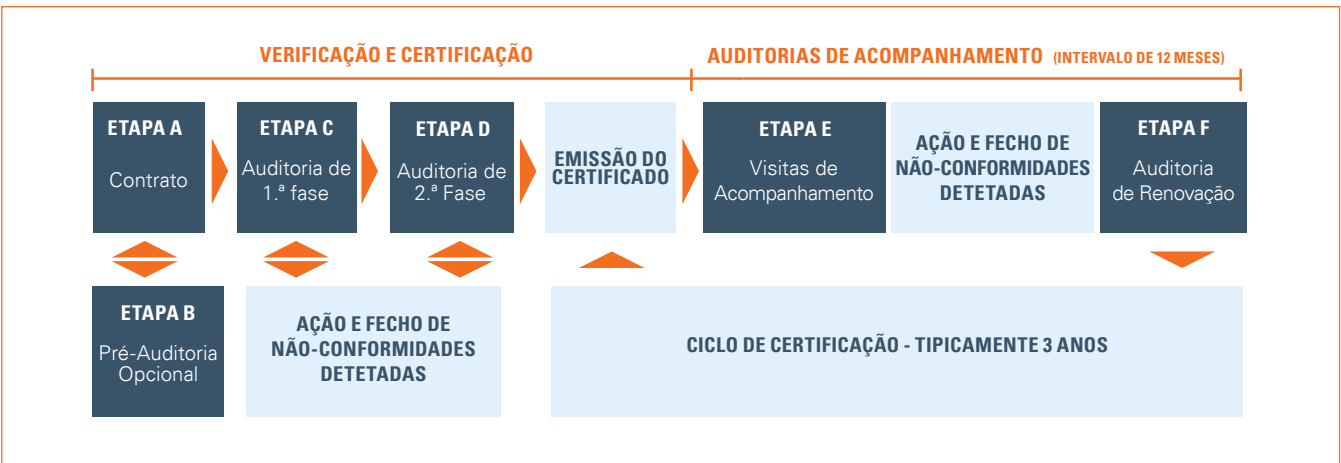 VERIFICAÇÃO E CERTIFICAÇÃO
AUDITORIAS DE ACOMPANHAMENTO (INTERVALO DE 12 MESES)
ETAPA A
Contrato
ETAPA C
Auditoria de
1.ª fase
ETAPA D
Auditoria de
2.ª Fase
EMISSÃO DO
CERTIFICADO
ETAPA E
Visitas de
Acompanhamento
AÇÃO E FECHO DE
NÃO-CONFORMIDADES
DETETADAS
ETAPA F
Auditoria
de Renovação
ETAPA B
Pré-Auditoria
Opcional
AÇÃO E FECHO DE
NÃO-CONFORMIDADES
DETETADAS
CICLO DE CERTIFICAÇÃO - TIPICAMENTE 3 ANOS